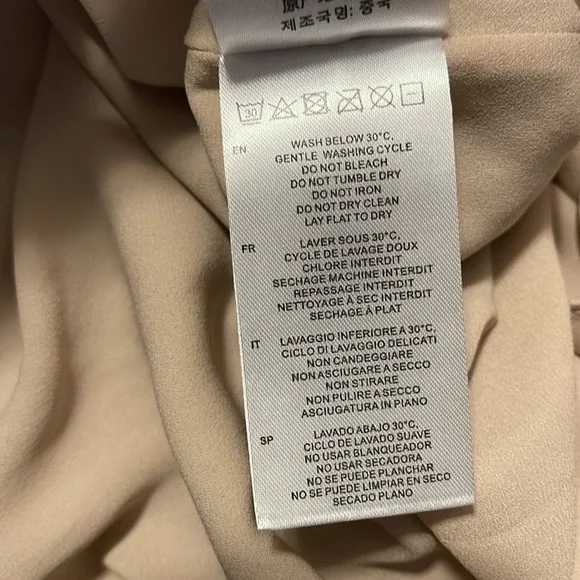 제조국명: 중국
30
EN
WASH BELOW 30°C,
GENTLE WASHING CYCLE
DO NOT BLEACH
DO NOT TUMBLE DRY
DO NOT IRON
DO NOT DRY CLEAN
LAY FLAT TO DRY
FR
LAVER SOUS 30°C,
CYCLE DE LAVAGE DOUX
CHLORE INTERDIT
SECHAGE MACHINE INTERDIT
REPASSAGE INTERDIT
NETTOYAGE À SEC INTERDIT
SÉCHAGE À PLAT
IT
LAVAGGIO INFERIORE A 30°C,
CICLO DI LAVAGGIO DELICATI
NON CANDEGGIARE
NON ASCIUGARE A SECCO
NON STIRARE
NON PULIRE A SECCO
ASCIUGATURA IN PIANO
SP
LAVADO ABAJO 30°C,
CICLO DE LAVADO SUAVE
NO USAR BLANQUEADOR
NO USAR SECADORA
NO SE PUEDE PLANCHAR
NO SE PUEDE LIMPIAR EN SECO
SECADO PLANO